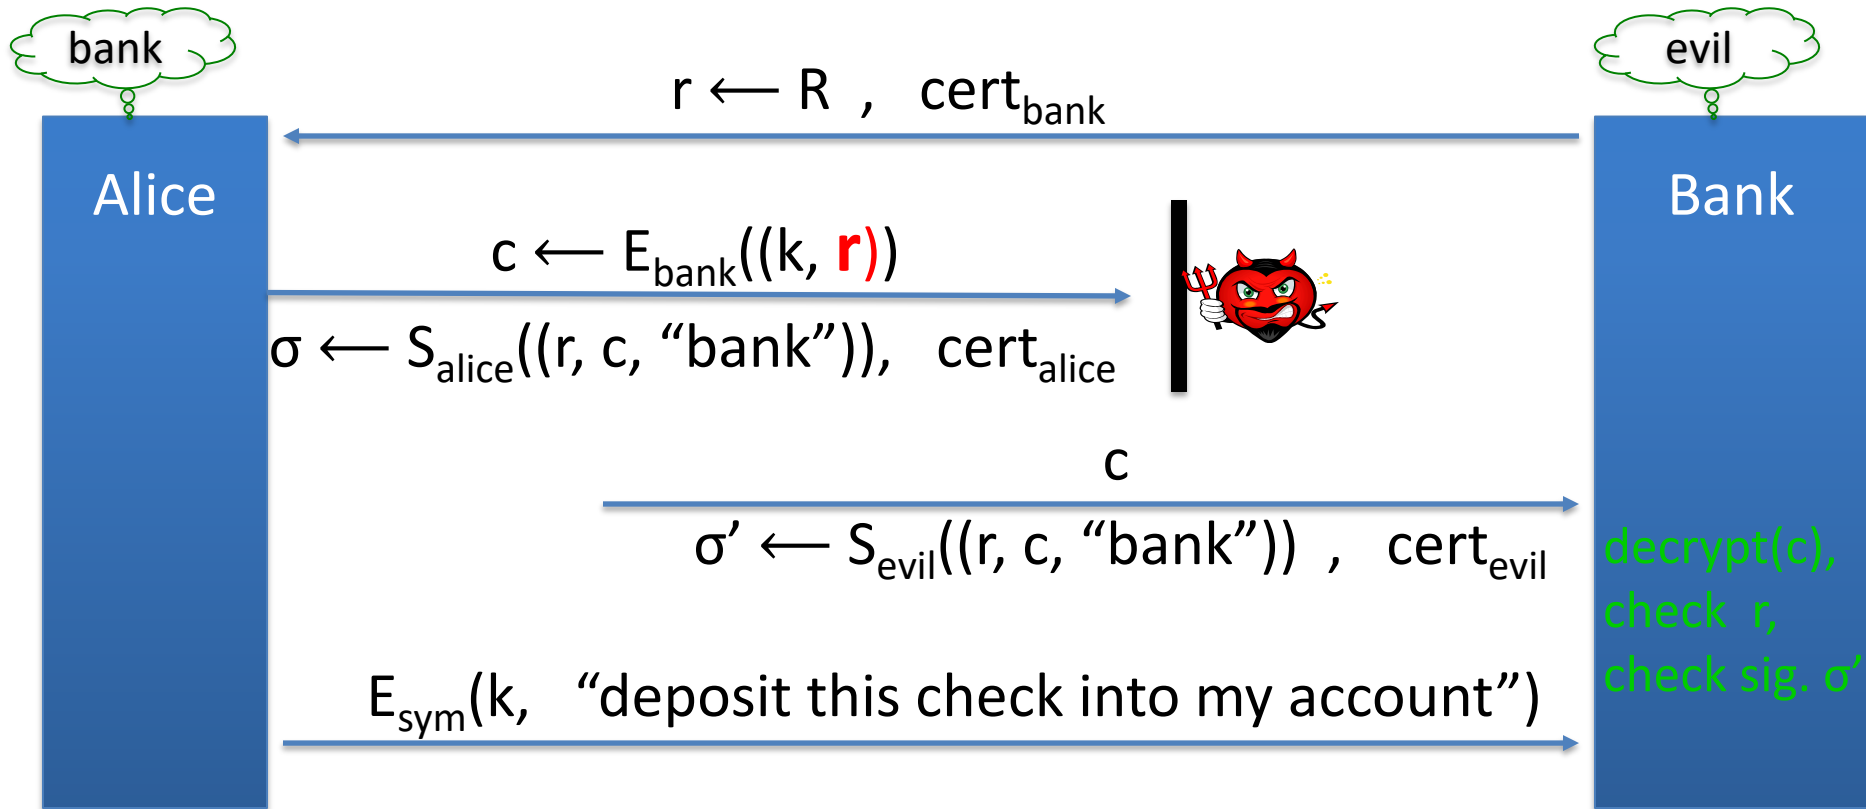 bank
evil
r ⟵ R , cert_bank
Alice
Bank
c ⟵ E_bank((k, r))
σ ⟵ S_alice((r, c, “bank”)), cert_alice
c
σ’ ⟵ S_evil((r, c, “bank”)) , cert_evil
decrypt(c),
check r,
check sig. σ’
E_sym(k, “deposit this check into my account”)